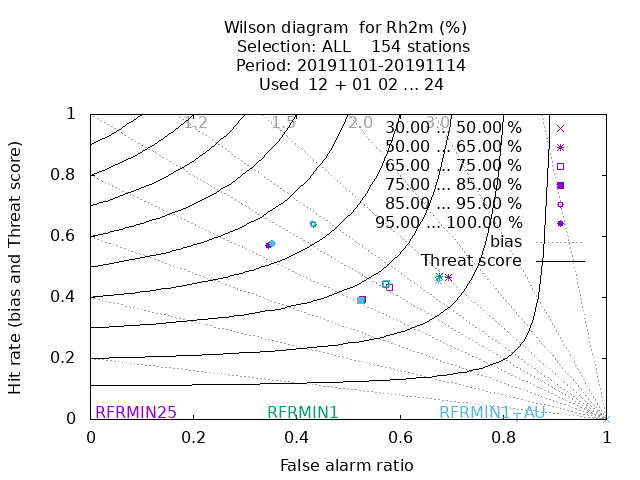 Wilson diagram  for Rh2m (%)
Selection: ALL    154 stations
Period: 20191101-20191114
Used  12 + 01 02 ... 24
1.2 1.5 2.0 3.0
30.00 ... 50.00 %
50.00 ... 65.00 %
65.00 ... 75.00 %
75.00 ... 85.00 %
85.00 ... 95.00 %
95.00 ... 100.00 %
bias
Threat score
Hit rate (bias and Threat score)
1
0.8
0.6
0.4
0.2
0
RFRMIN25 RFRMIN1 RFRMIN1_AU
0 0.2 0.4 0.6 0.8 1
False alarm ratio